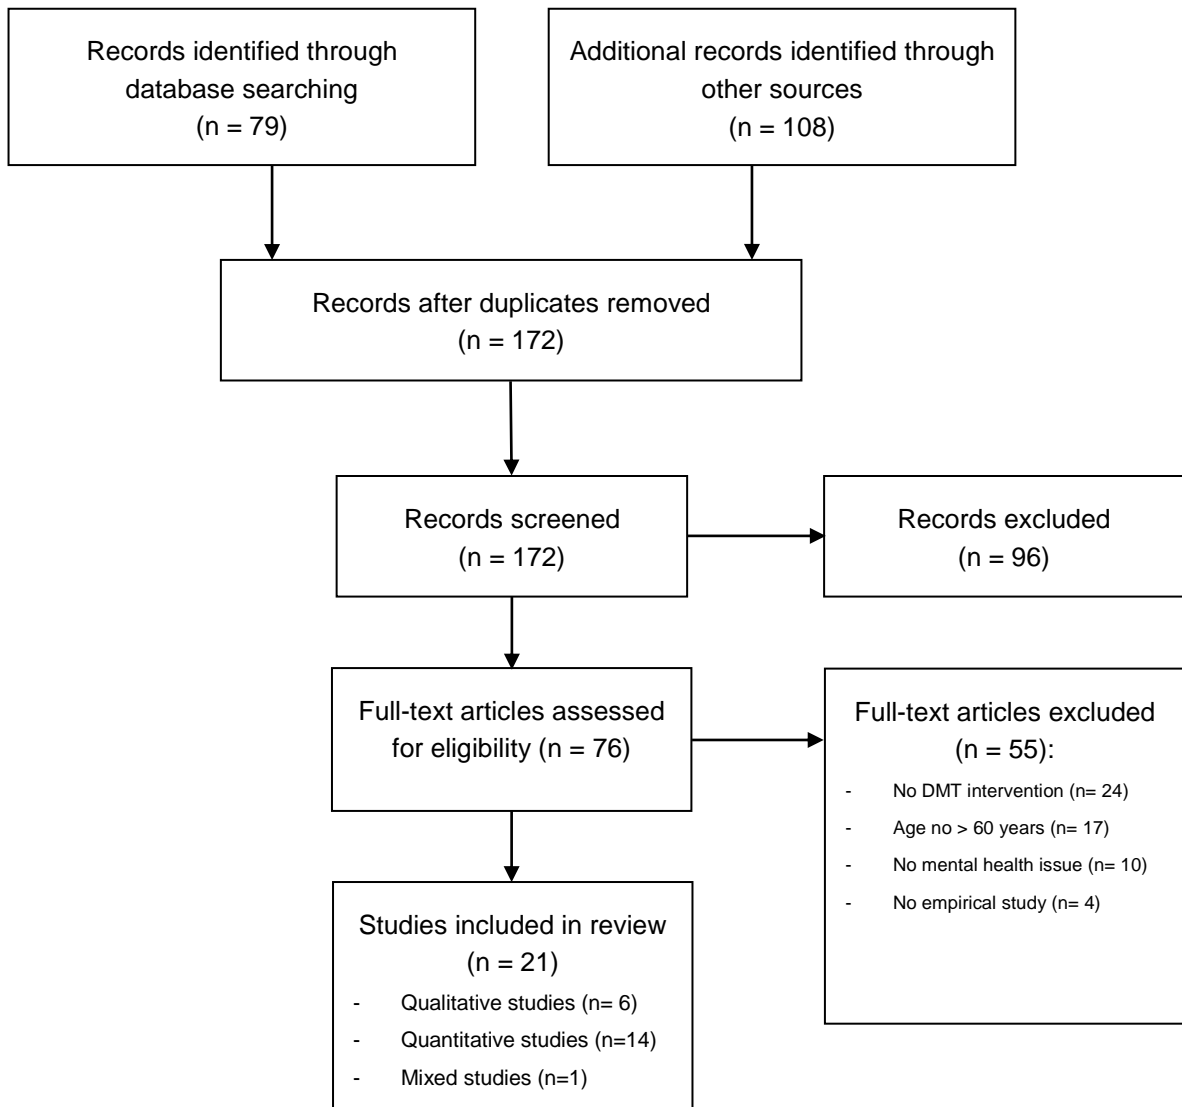 Records identified through
database searching
(n = 79)
Additional records identified through
other sources
(n = 108)
Records after duplicates removed
(n = 172)
Records screened
(n = 172)
Records excluded
(n = 96)
Full-text articles assessed
for eligibility (n = 76)
Full-text articles excluded
(n = 55):
- No DMT intervention (n= 24)
- Age no > 60 years (n= 17)
- No mental health issue (n= 10)
- No empirical study (n= 4)
Studies included in review
(n = 21)
- Qualitative studies (n= 6)
- Quantitative studies (n=14)
- Mixed studies (n=1)